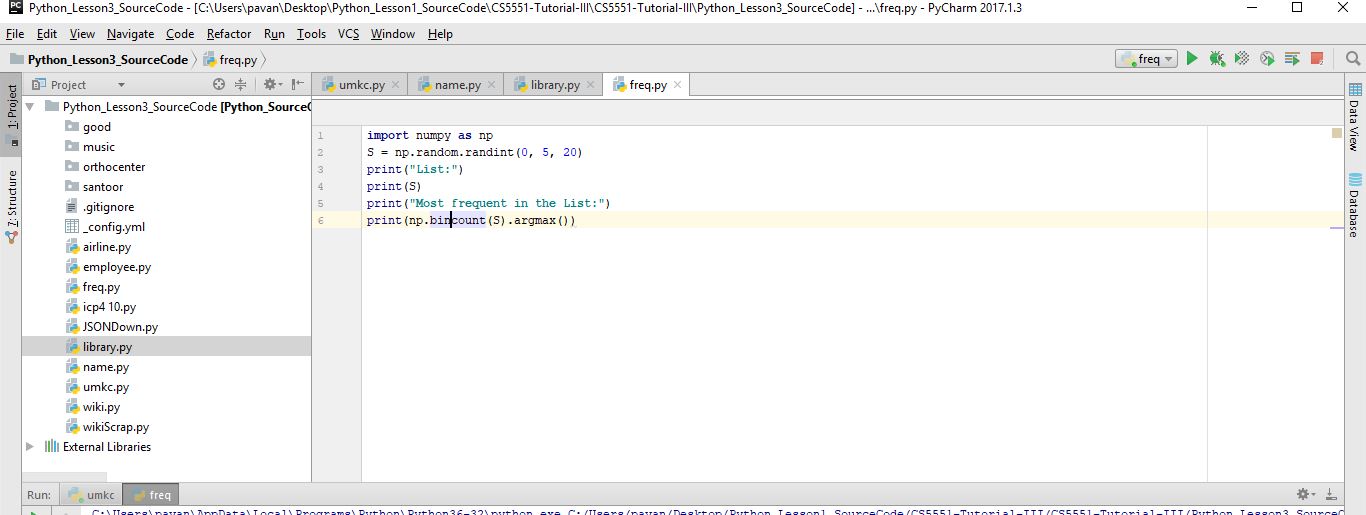 Python_Lesson3_SourceCode - [C:\Users\pavan\Desktop\Python_Lesson1_SourceCode\CS5551-Tutorial-III\CS5551-Tutorial-III\Python_Lesson3_SourceCode] - ...\freq.py - PyCharm 2017.1.3
File Edit View Navigate Code Refactor Run Tools VCS Window Help
Python_Lesson3_SourceCode freq.py freq
1: Project
7: Structure
Project
Python_Lesson3_SourceCode [Python_Source
good
music
orthocenter
santoor
.gitignore
_config.yml
airline.py
employee.py
freq.py
icp4 10.py
JSONDown.py
library.py
name.py
umkc.py
wiki.py
wikiScrap.py
External Libraries
umkc.py name.py library.py freq.py
1 import numpy as np
2 S = np.random.randint(0, 5, 20)
3 print("List:")
4 print(S)
5 print("Most frequent in the List:")
6 print(np.bincount(S).argmax())
Data View
Database
Run: umkc freq
C:\Users\pavan\AppData\Local\Programs\Python\Python36-32\python.exe C:/Users/pavan/Desktop/Python_Lesson1_SourceCode/CS5551-Tutorial-III/CS5551-Tutorial-III/Python_Lesson3_SourceC